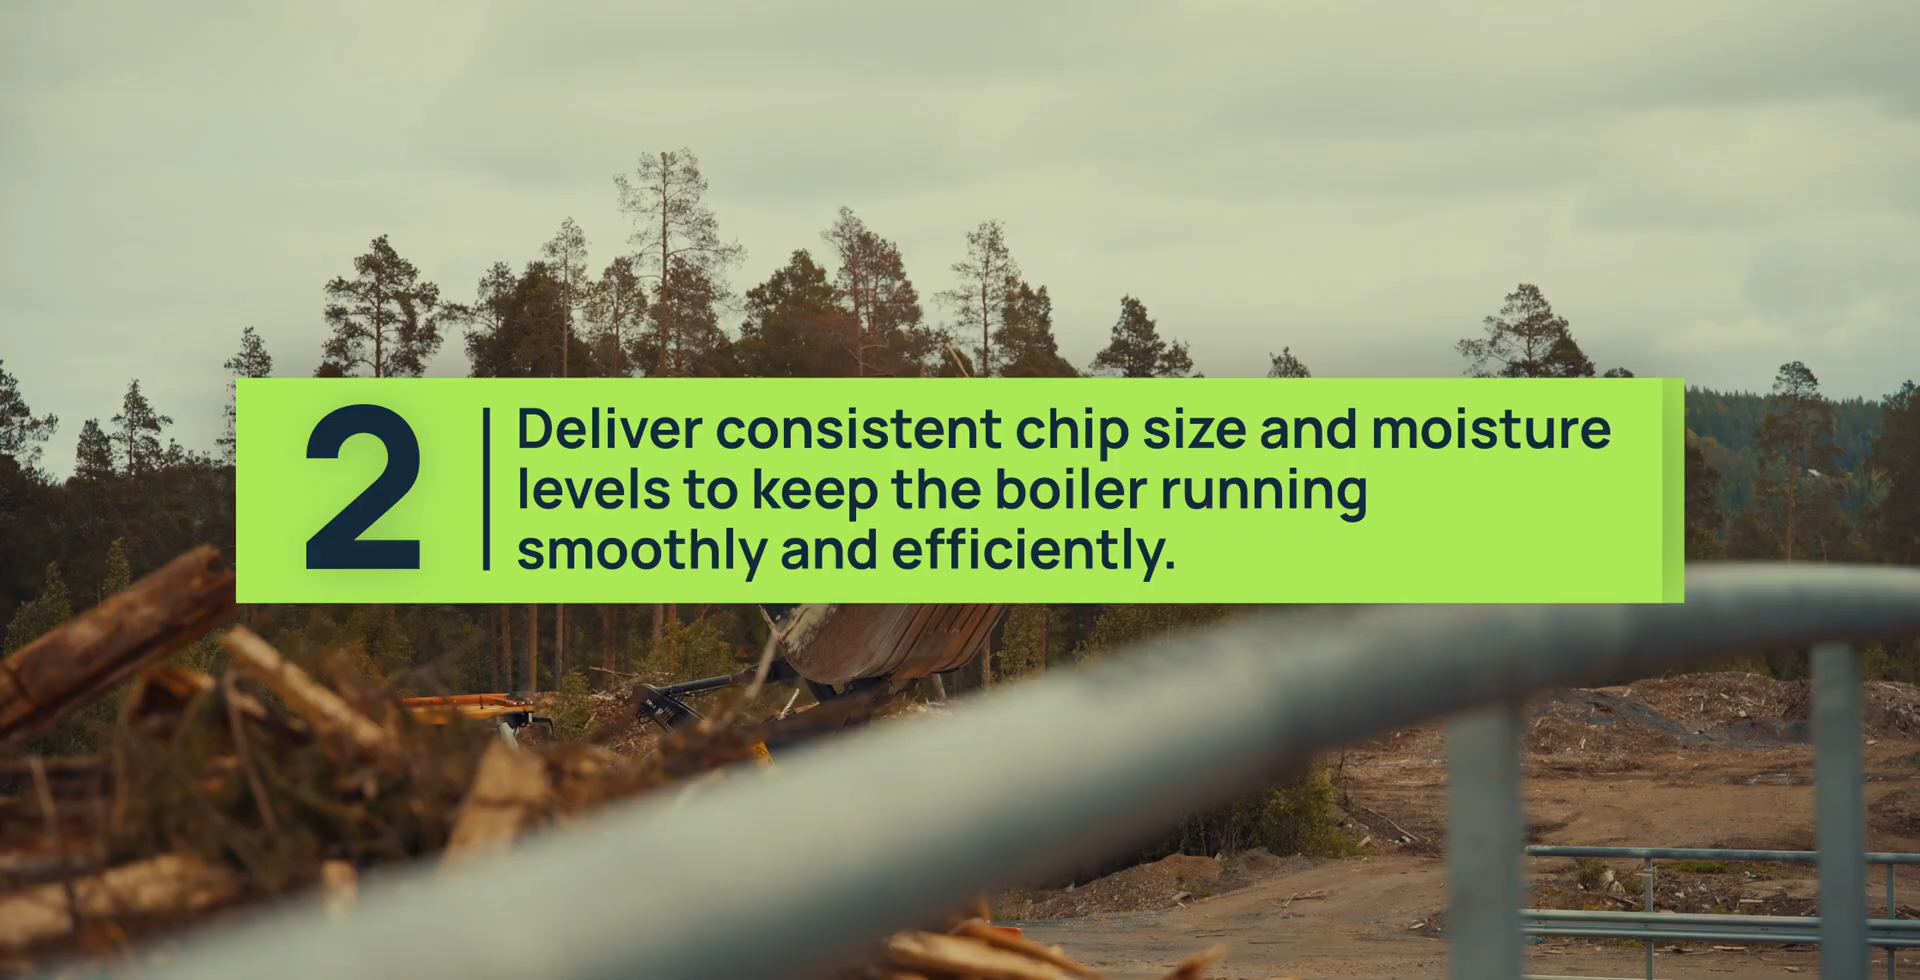 2
Deliver consistent chip size and moisture
levels to keep the boiler running
smoothly and efficiently.